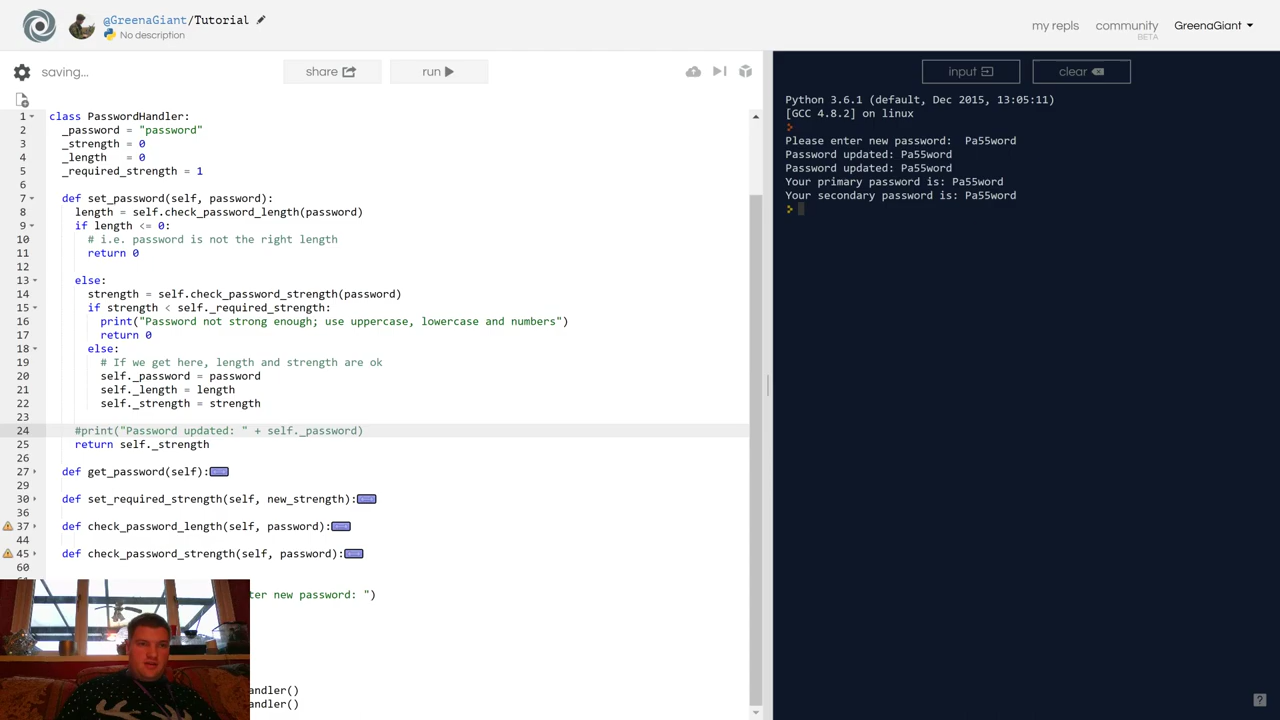 @GreenaGiant/Tutorial
No description
my repls
community
BETA
GreenaGiant
saving...
share
run
input
clear
1 class PasswordHandler:
2 _password = "password"
3 _strength = 0
4 _length = 0
5 _required_strength = 1
6
7 def set_password(self, password):
8 length = self.check_password_length(password)
9 if length <= 0:
10 # i.e. password is not the right length
11 return 0
12
13 else:
14 strength = self.check_password_strength(password)
15 if strength < self._required_strength:
16 print("Password not strong enough; use uppercase, lowercase and numbers")
17 return 0
18 else:
19 # If we get here, length and strength are ok
20 self._password = password
21 self._length = length
22 self._strength = strength
23
24 #print("Password updated: " + self._password)
25 return self._strength
26
27 def get_password(self):
29
30 def set_required_strength(self, new_strength):
36
37 def check_password_length(self, password):
44
45 def check_password_strength(self, password):
60
ter new password: ")
andler()
andler()
Python 3.6.1 (default, Dec 2015, 13:05:11)
[GCC 4.8.2] on linux
Please enter new password: Pa55word
Password updated: Pa55word
Password updated: Pa55word
Your primary password is: Pa55word
Your secondary password is: Pa55word
?